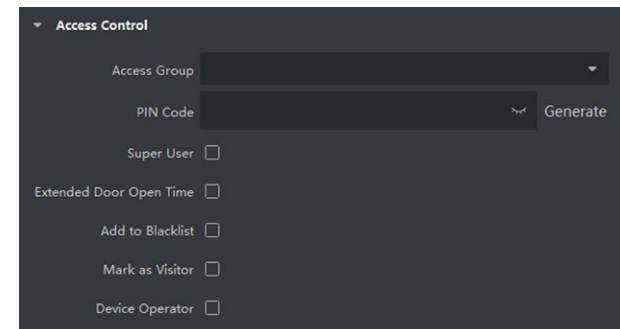 Access Control
Access Group
PIN Code Generate
Super User
Extended Door Open Time
Add to Blacklist
Mark as Visitor
Device Operator